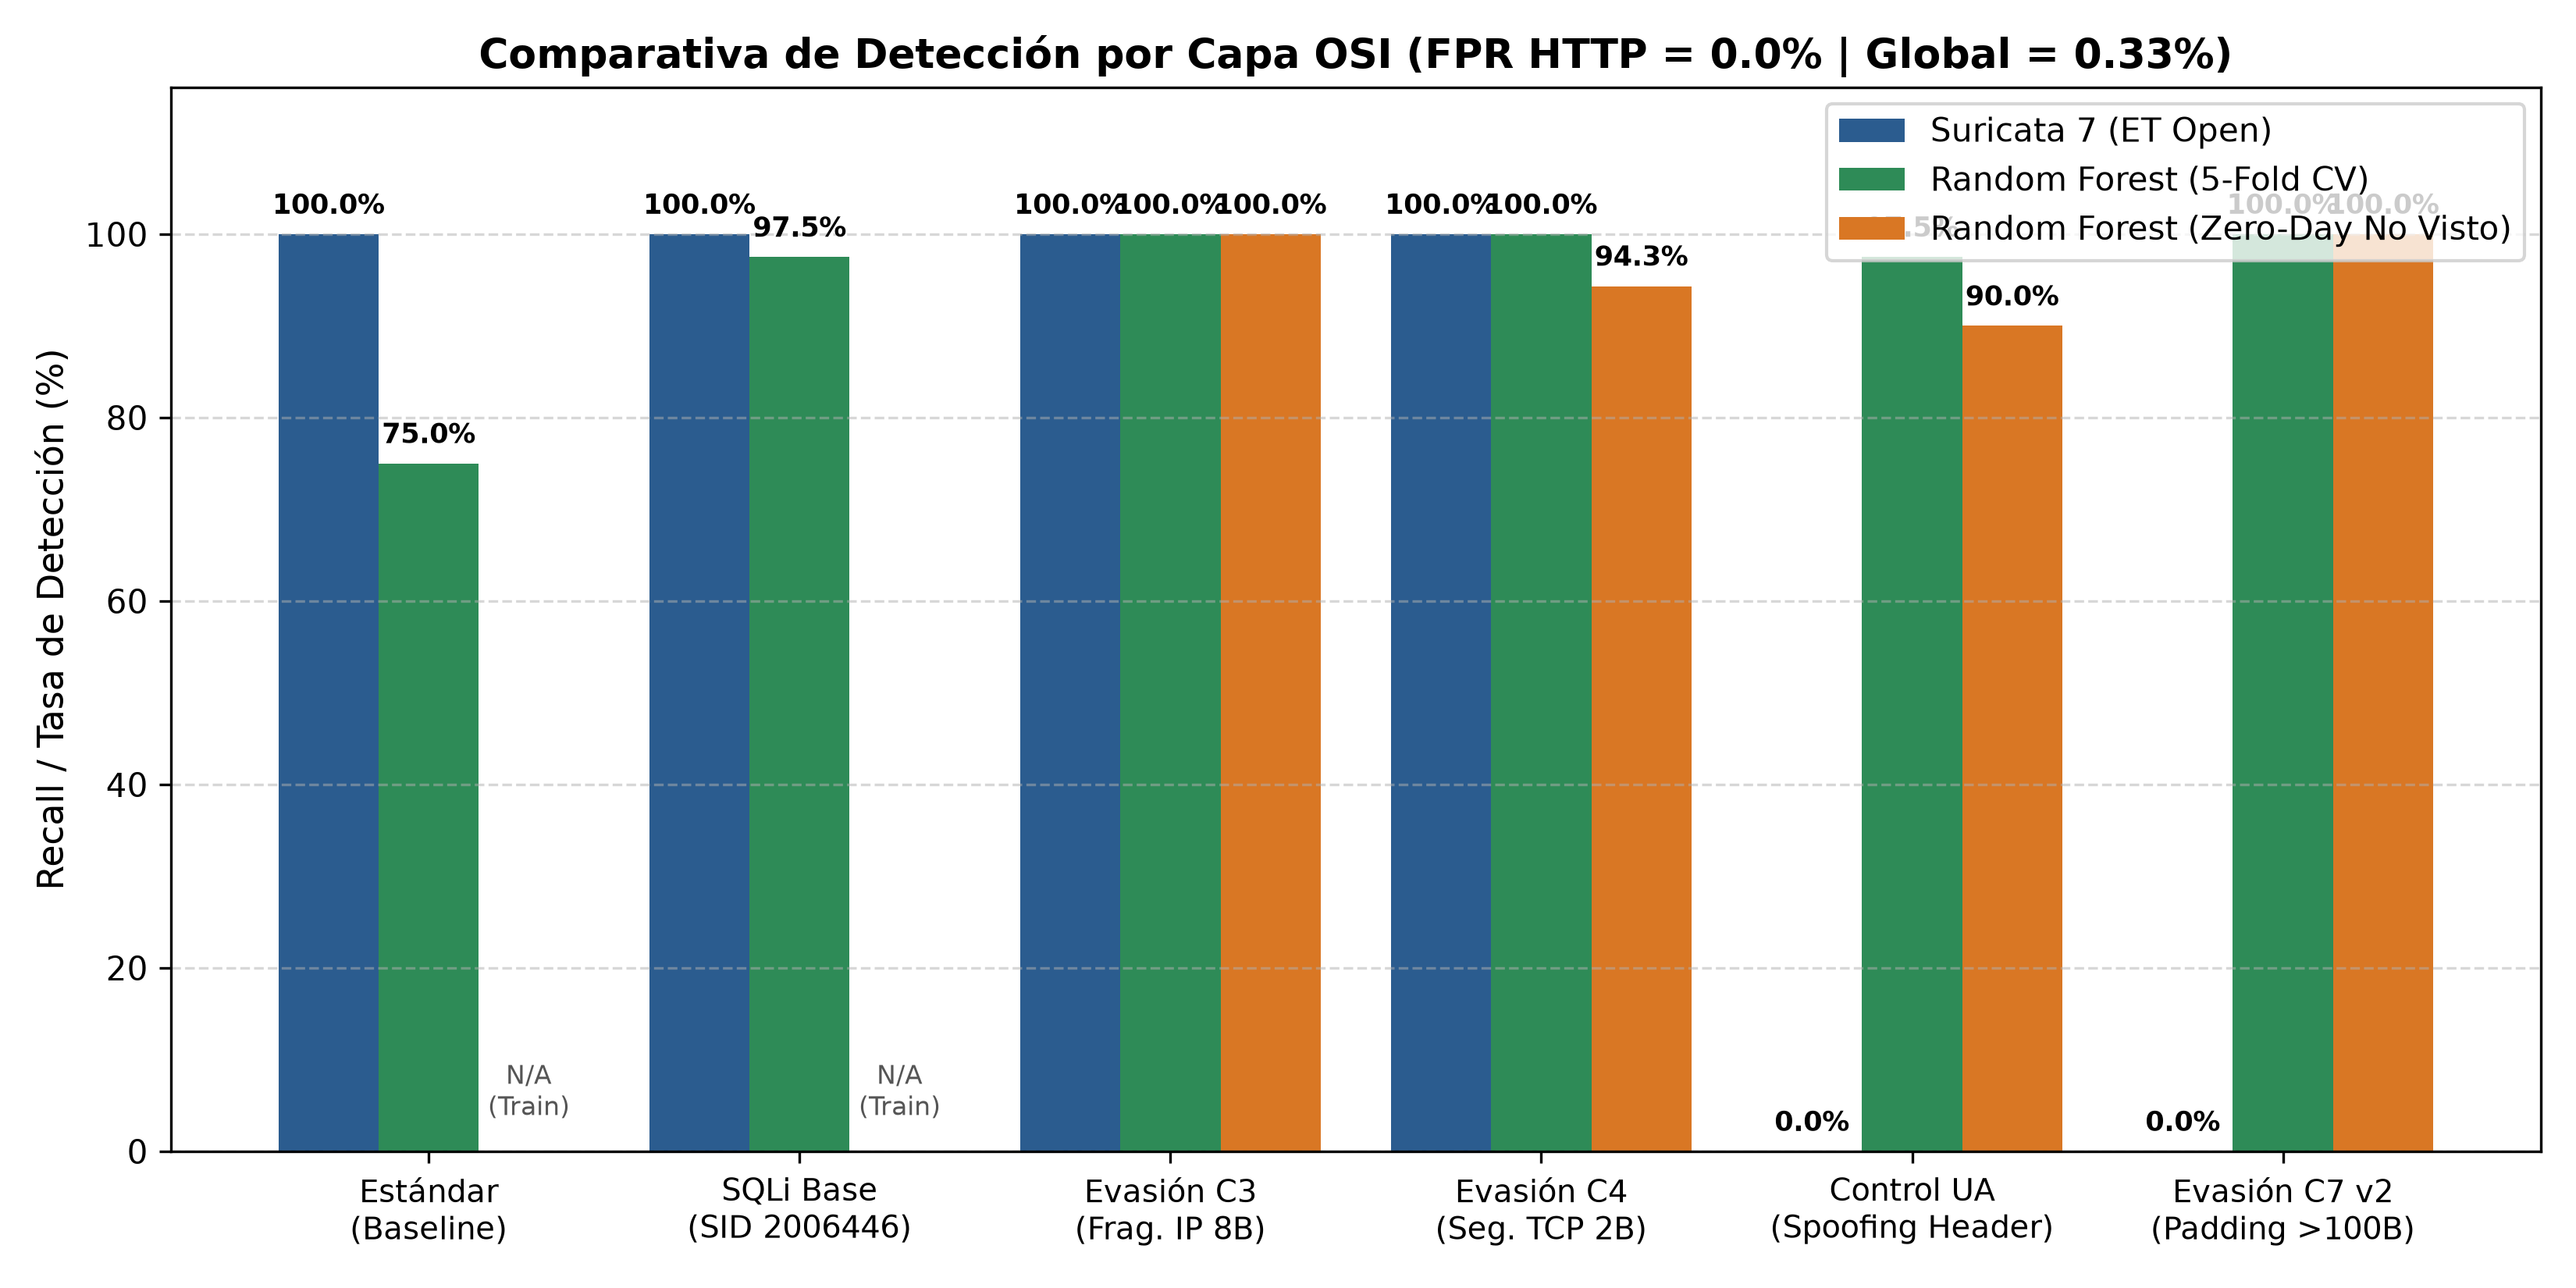 Comparativa de Detección por Capa OSI (FPR HTTP = 0.0% | Global = 0.33%)
Suricata 7 (ET Open)
Random Forest (5-Fold CV)
Random Forest (Zero-Day No Visto)
Recall / Tasa de Detección (%)
100
80
60
40
20
0
100.0%
75.0%
N/A
(Train)
100.0%
97.5%
N/A
(Train)
100.0%
100.0%
100.0%
100.0%
100.0%
94.3%
0.0%
90.0%
0.0%
100.0%
100.0%
Estándar
(Baseline)
SQLi Base
(SID 2006446)
Evasión C3
(Frag. IP 8B)
Evasión C4
(Seg. TCP 2B)
Control UA
(Spoofing Header)
Evasión C7 v2
(Padding >100B)